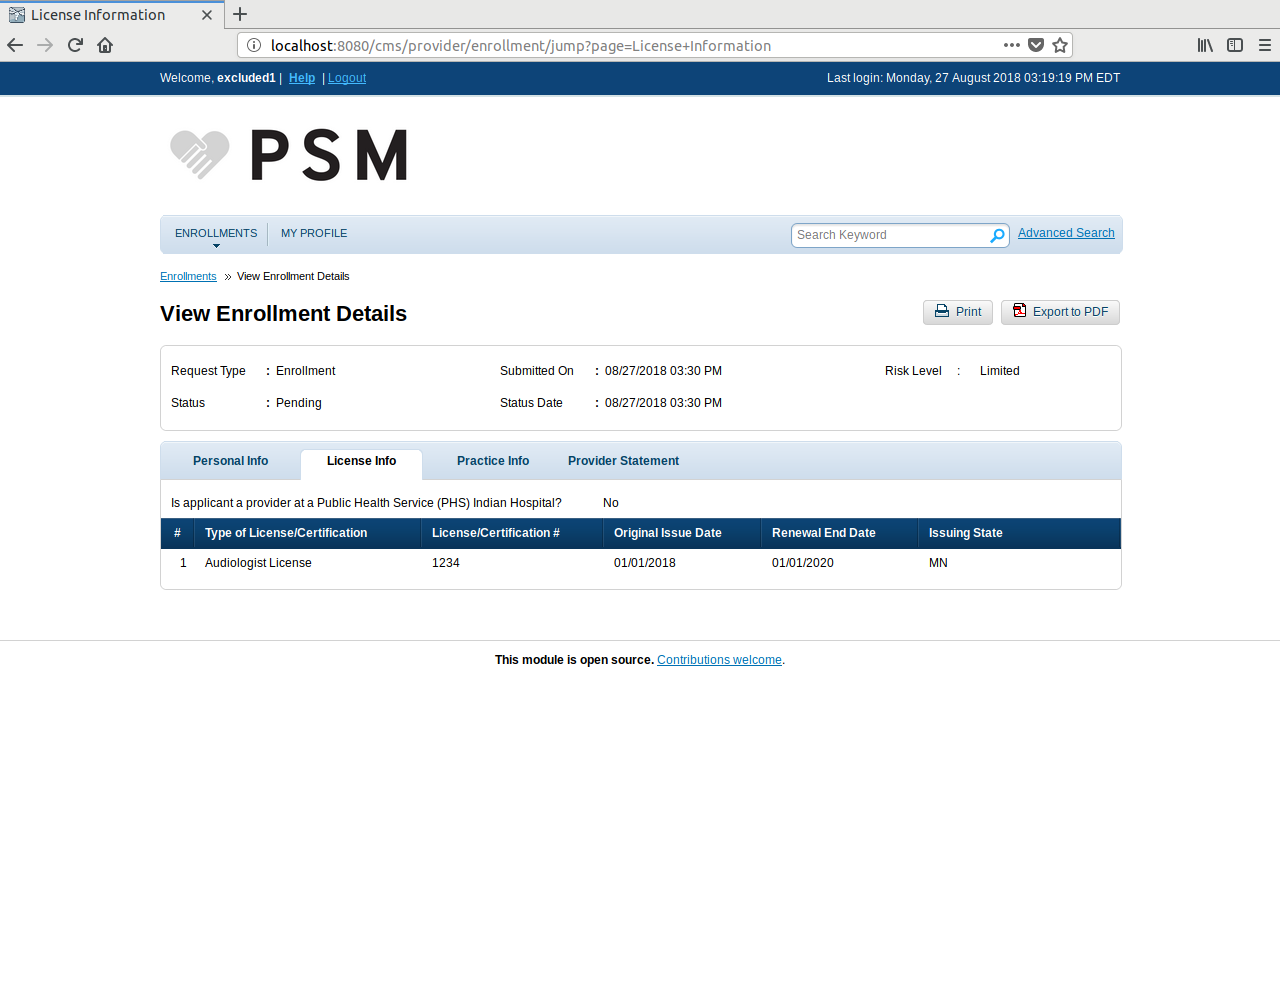 License Information
localhost:8080/cms/provider/enrollment/jump?page=License+Information
Welcome, excluded1 | Help | Logout Last login: Monday, 27 August 2018 03:19:19 PM EDT
PSM
ENROLLMENTS MY PROFILE Search Keyword Advanced Search
Enrollments » View Enrollment Details
View Enrollment Details Print Export to PDF
Request Type : Enrollment Submitted On : 08/27/2018 03:30 PM Risk Level : Limited
Status : Pending Status Date : 08/27/2018 03:30 PM
Personal Info License Info Practice Info Provider Statement
Is applicant a provider at a Public Health Service (PHS) Indian Hospital? No
# Type of License/Certification License/Certification # Original Issue Date Renewal End Date Issuing State
1 Audiologist License 1234 01/01/2018 01/01/2020 MN
This module is open source. Contributions welcome.